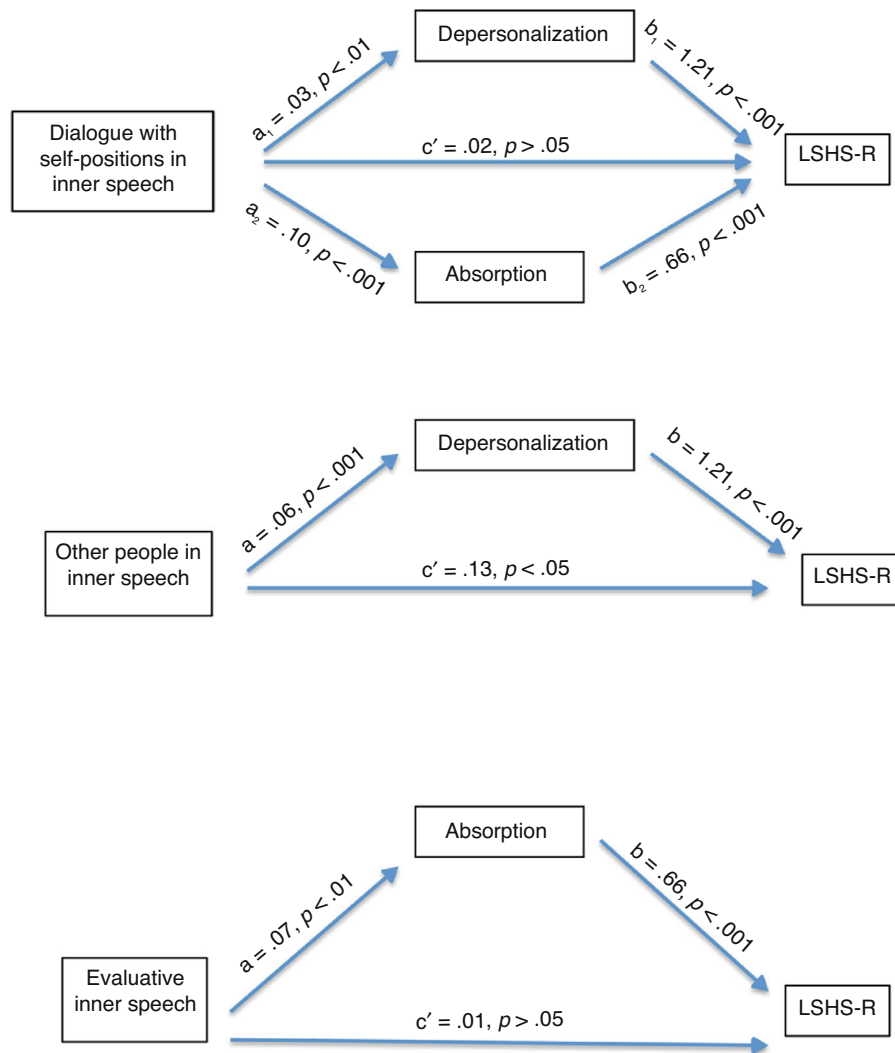 Depersonalization
a₁ = .03, p < .01
b₁ = 1.21, p < .001
Dialogue with
self-positions in
inner speech
c′ = .02, p > .05
LSHS-R
a₂ = .10, p < .001
Absorption
b₂ = .66, p < .001
Depersonalization
a = .06, p < .001
b = 1.21, p < .001
Other people in
inner speech
c′ = .13, p < .05
LSHS-R
Absorption
a = .07, p < .01
b = .66, p < .001
Evaluative
inner speech
c′ = .01, p > .05
LSHS-R